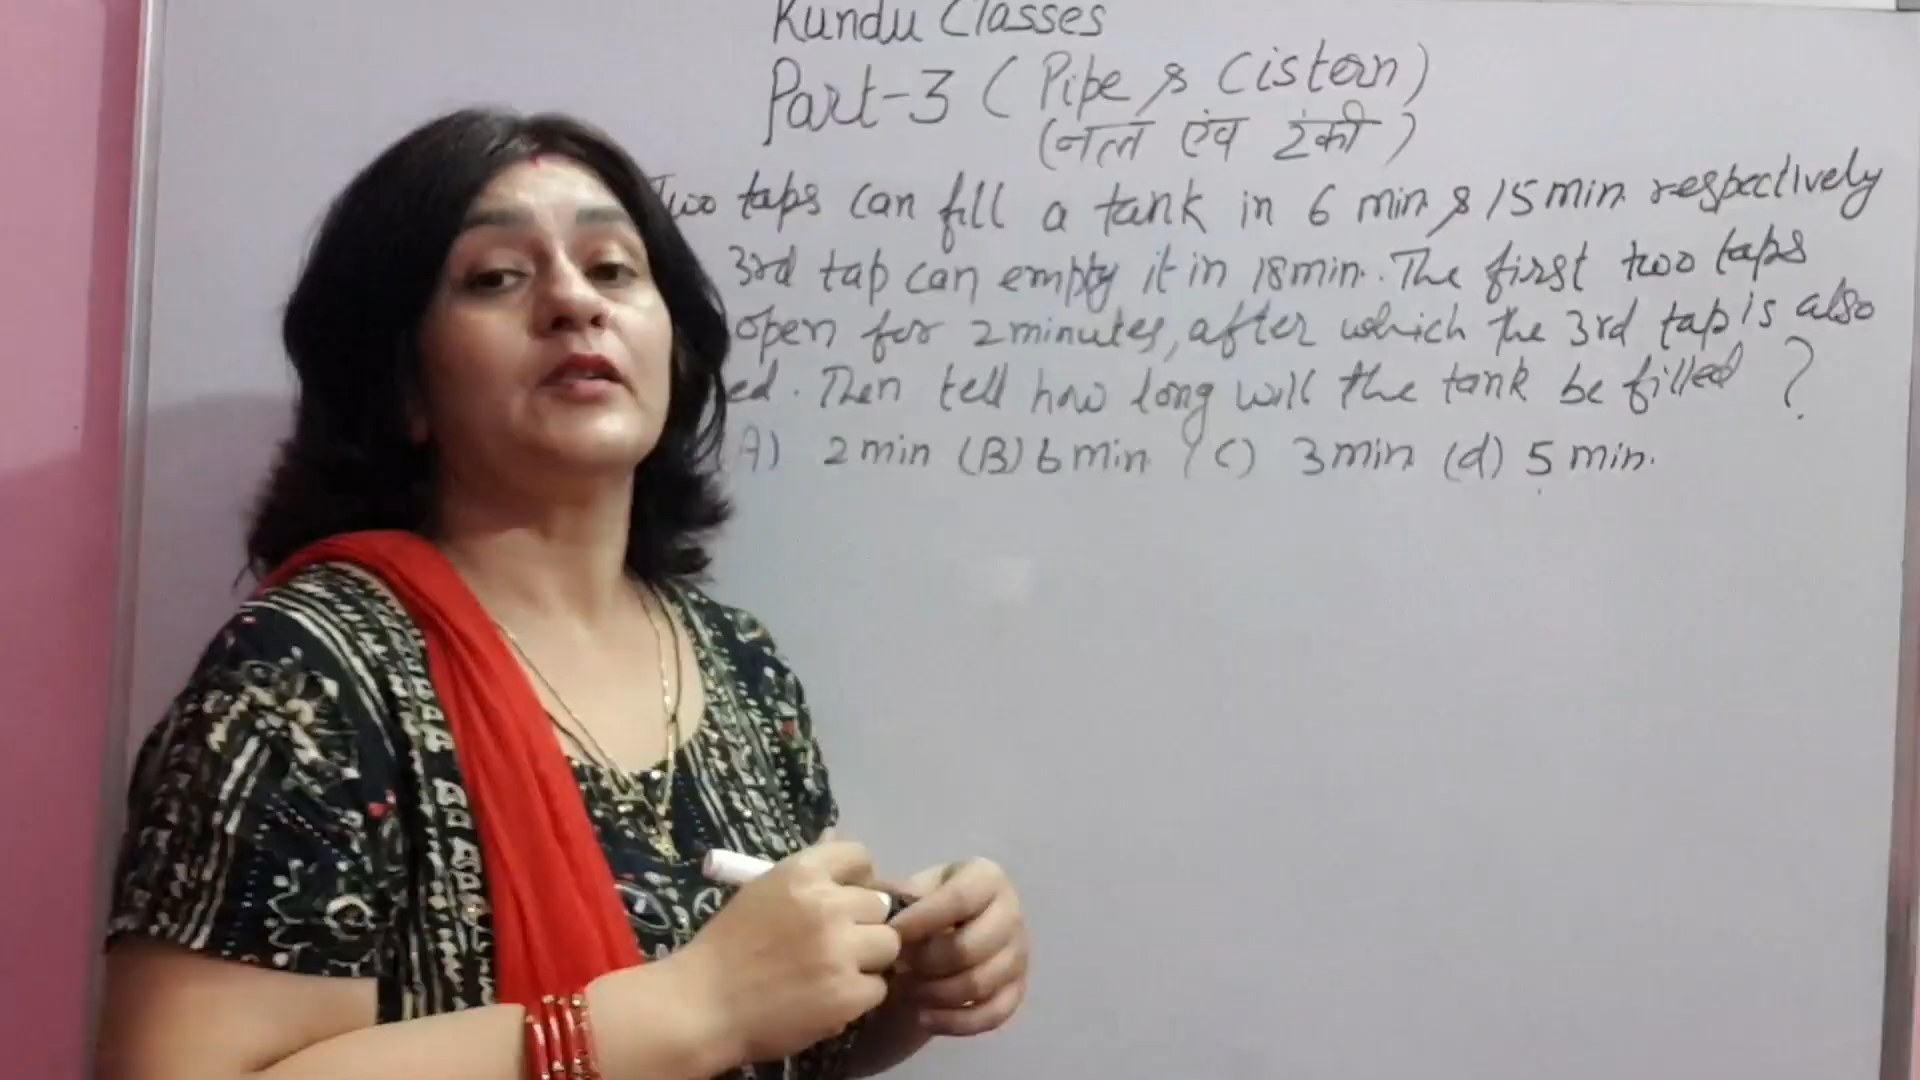 Kundu Classes
Part-3 (Pipe & Cistern)
(नल एंव टंकी)
Two taps can fill a tank in 6 min & 15 min. respectively
3rd tap can empty it in 18 min. The first two taps
open for 2 minutes, after which the 3rd tap is also
ed. Then tell how long will the tank be filled ?
A) 2 min (B) 6 min (C) 3 min (d) 5 min.